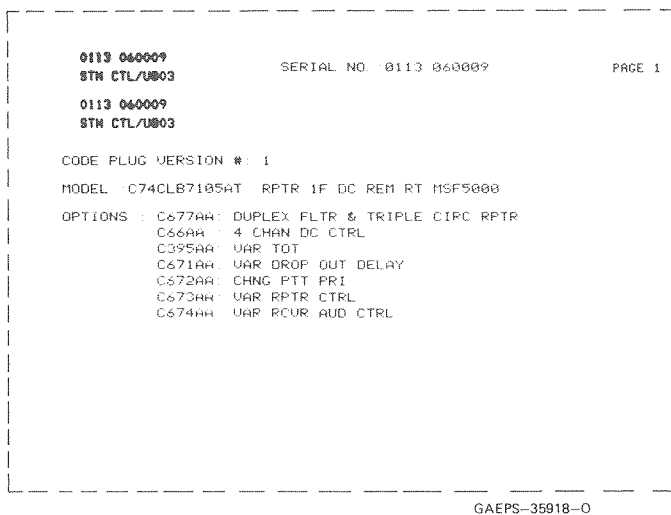 0113 060009
STN CTL/UB03
SERIAL NO. 0113 060009
PAGE 1
0113 060009
STN CTL/UB03
CODE PLUG VERSION #: 1
MODEL :C74CLB7105AT RPTR 1F DC REM RT MSF5000
OPTIONS : C677AA: DUPLEX FLTR & TRIPLE CIRC RPTR
C66AA : 4 CHAN DC CTRL
C395AA: VAR TOT
C671AA: VAR DROP OUT DELAY
C672AA: CHNG PTT PRI
C673AA: VAR RPTR CTRL
C674AA: VAR RCVR AUD CTRL
GAEPS-35918-O